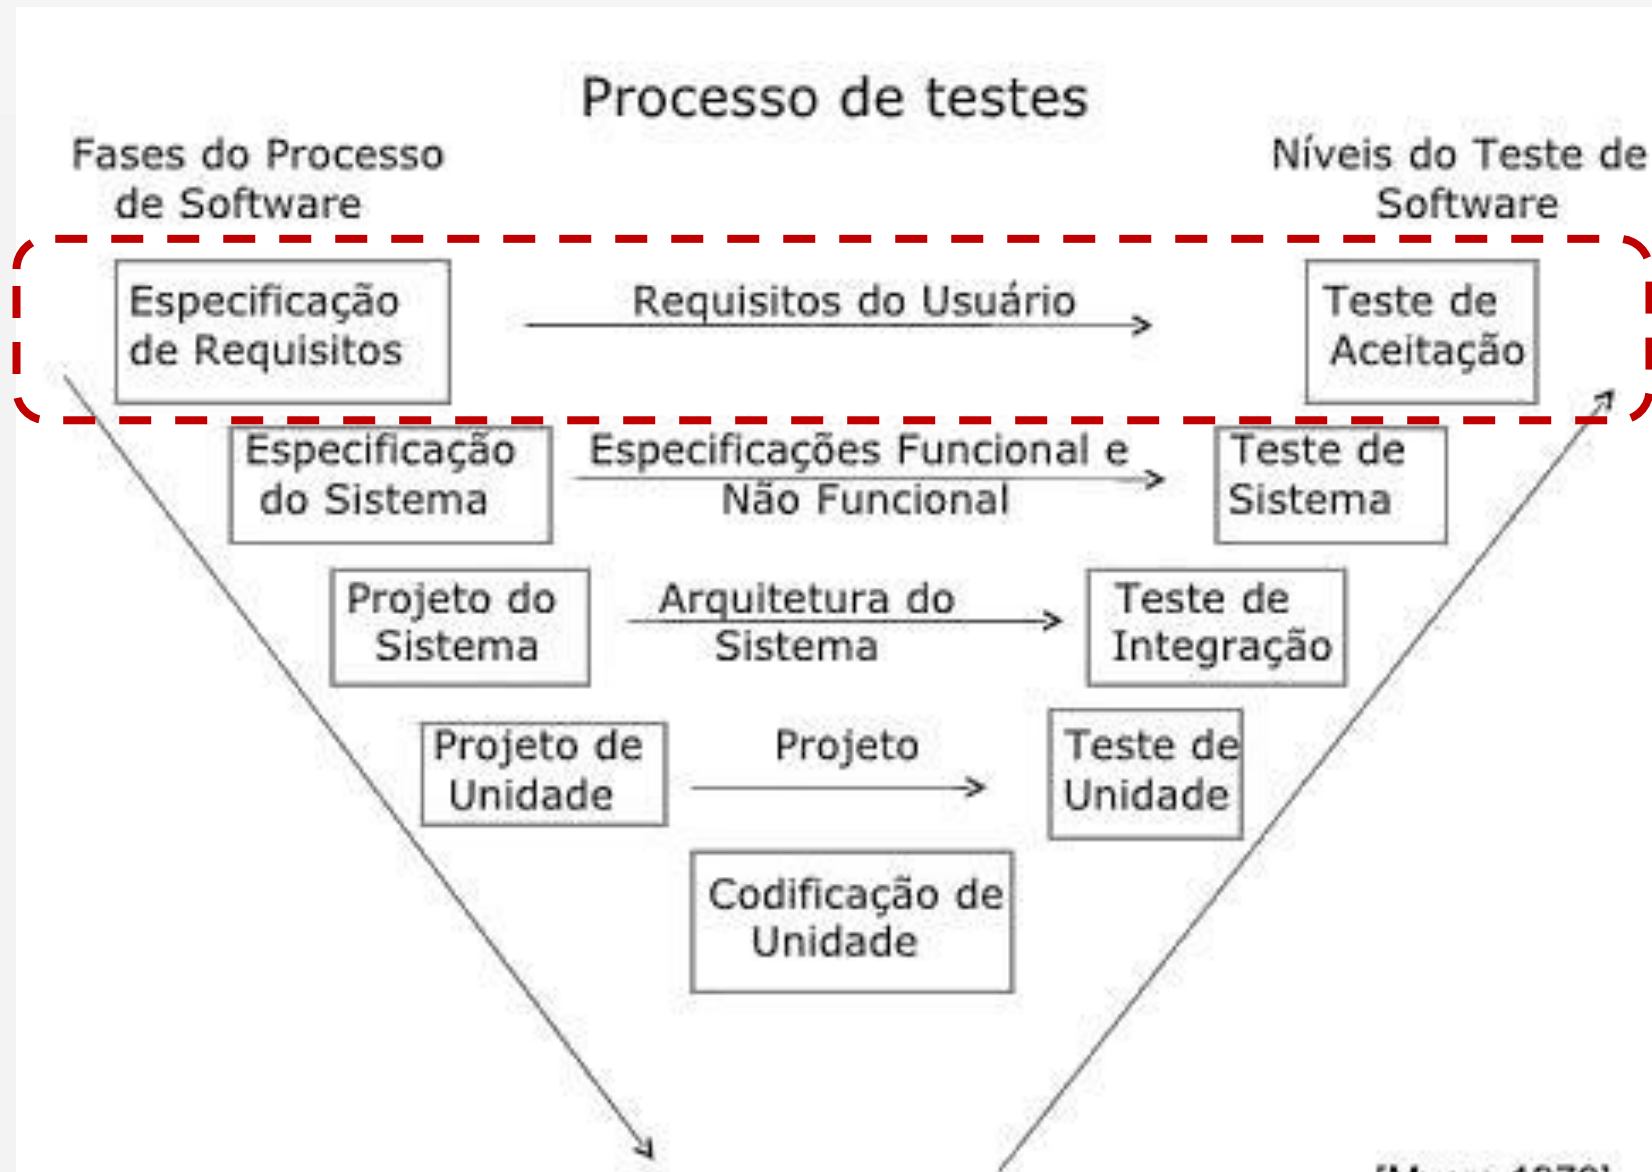 Processo de testes
Fases do Processo
de Software
Níveis do Teste de
Software
Especificação
de Requisitos
Requisitos do Usuário
Teste de
Aceitação
Especificação
do Sistema
Especificações Funcional e
Não Funcional
Teste de
Sistema
Projeto do
Sistema
Arquitetura do
Sistema
Teste de
Integração
Projeto de
Unidade
Projeto
Teste de
Unidade
Codificação de
Unidade